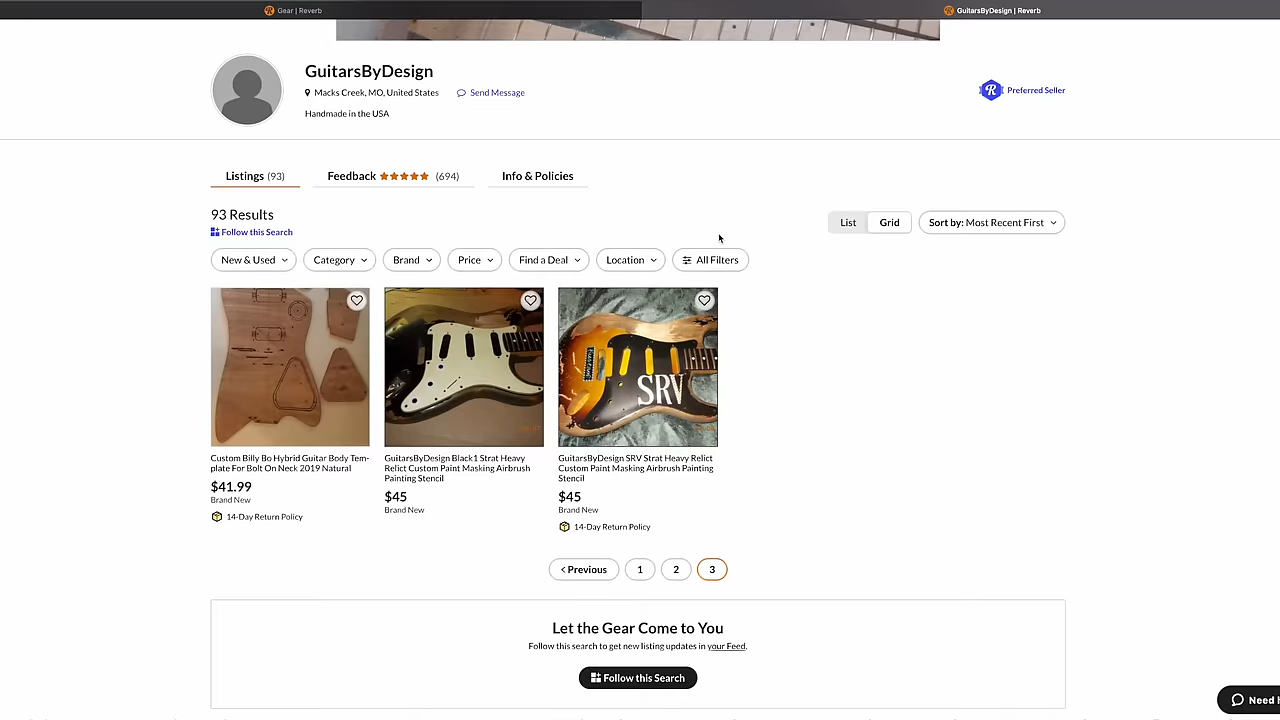 Gear | Reverb
GuitarsByDesign | Reverb
GuitarsByDesign
Macks Creek, MO, United States
Send Message
Handmade in the USA
Preferred Seller
Listings (93)
Feedback (694)
Info & Policies
93 Results
Follow this Search
List
Grid
Sort by: Most Recent First
New & Used
Category
Brand
Price
Find a Deal
Location
All Filters
SRV
Custom Billy Bo Hybrid Guitar Body Tem-
plate For Bolt On Neck 2019 Natural
$41.99
Brand New
14-Day Return Policy
GuitarsByDesign Black1 Strat Heavy
Relict Custom Paint Masking Airbrush
Painting Stencil
$45
Brand New
GuitarsByDesign SRV Strat Heavy Relict
Custom Paint Masking Airbrush Painting
Stencil
$45
Brand New
14-Day Return Policy
< Previous
1
2
3
Let the Gear Come to You
Follow this search to get new listing updates in your Feed.
Follow this Search
Need